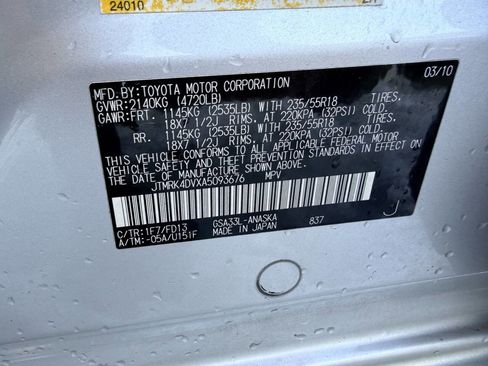 24010
03/10
MFD.BY:TOYOTA MOTOR CORPORATION
GVWR:2140KG (4720LB)
GAWR:FRT. 1145KG (2535LB) WITH 235/55R18 TIRES.
18X7 1/2J RIMS. AT 220KPA (32PSI) COLD.
RR. 1145KG (2535LB) WITH 235/55R18 TIRES.
18X7 1/2J RIMS. AT 220KPA (32PSI) COLD.
THIS VEHICLE CONFORMS TO ALL APPLICABLE FEDERAL MOTOR
VEHICLE SAFETY AND THEFT PREVENTION STANDARDS IN EFFECT
ON THE DATE OF MANUFACTURE SHOWN ABOVE.
JTMRK4DVXA5093676 MPV
C/TR:1F7/FD13 GSA33L-ANASKA 837 J
A/TM:-05A/U151F MADE IN JAPAN